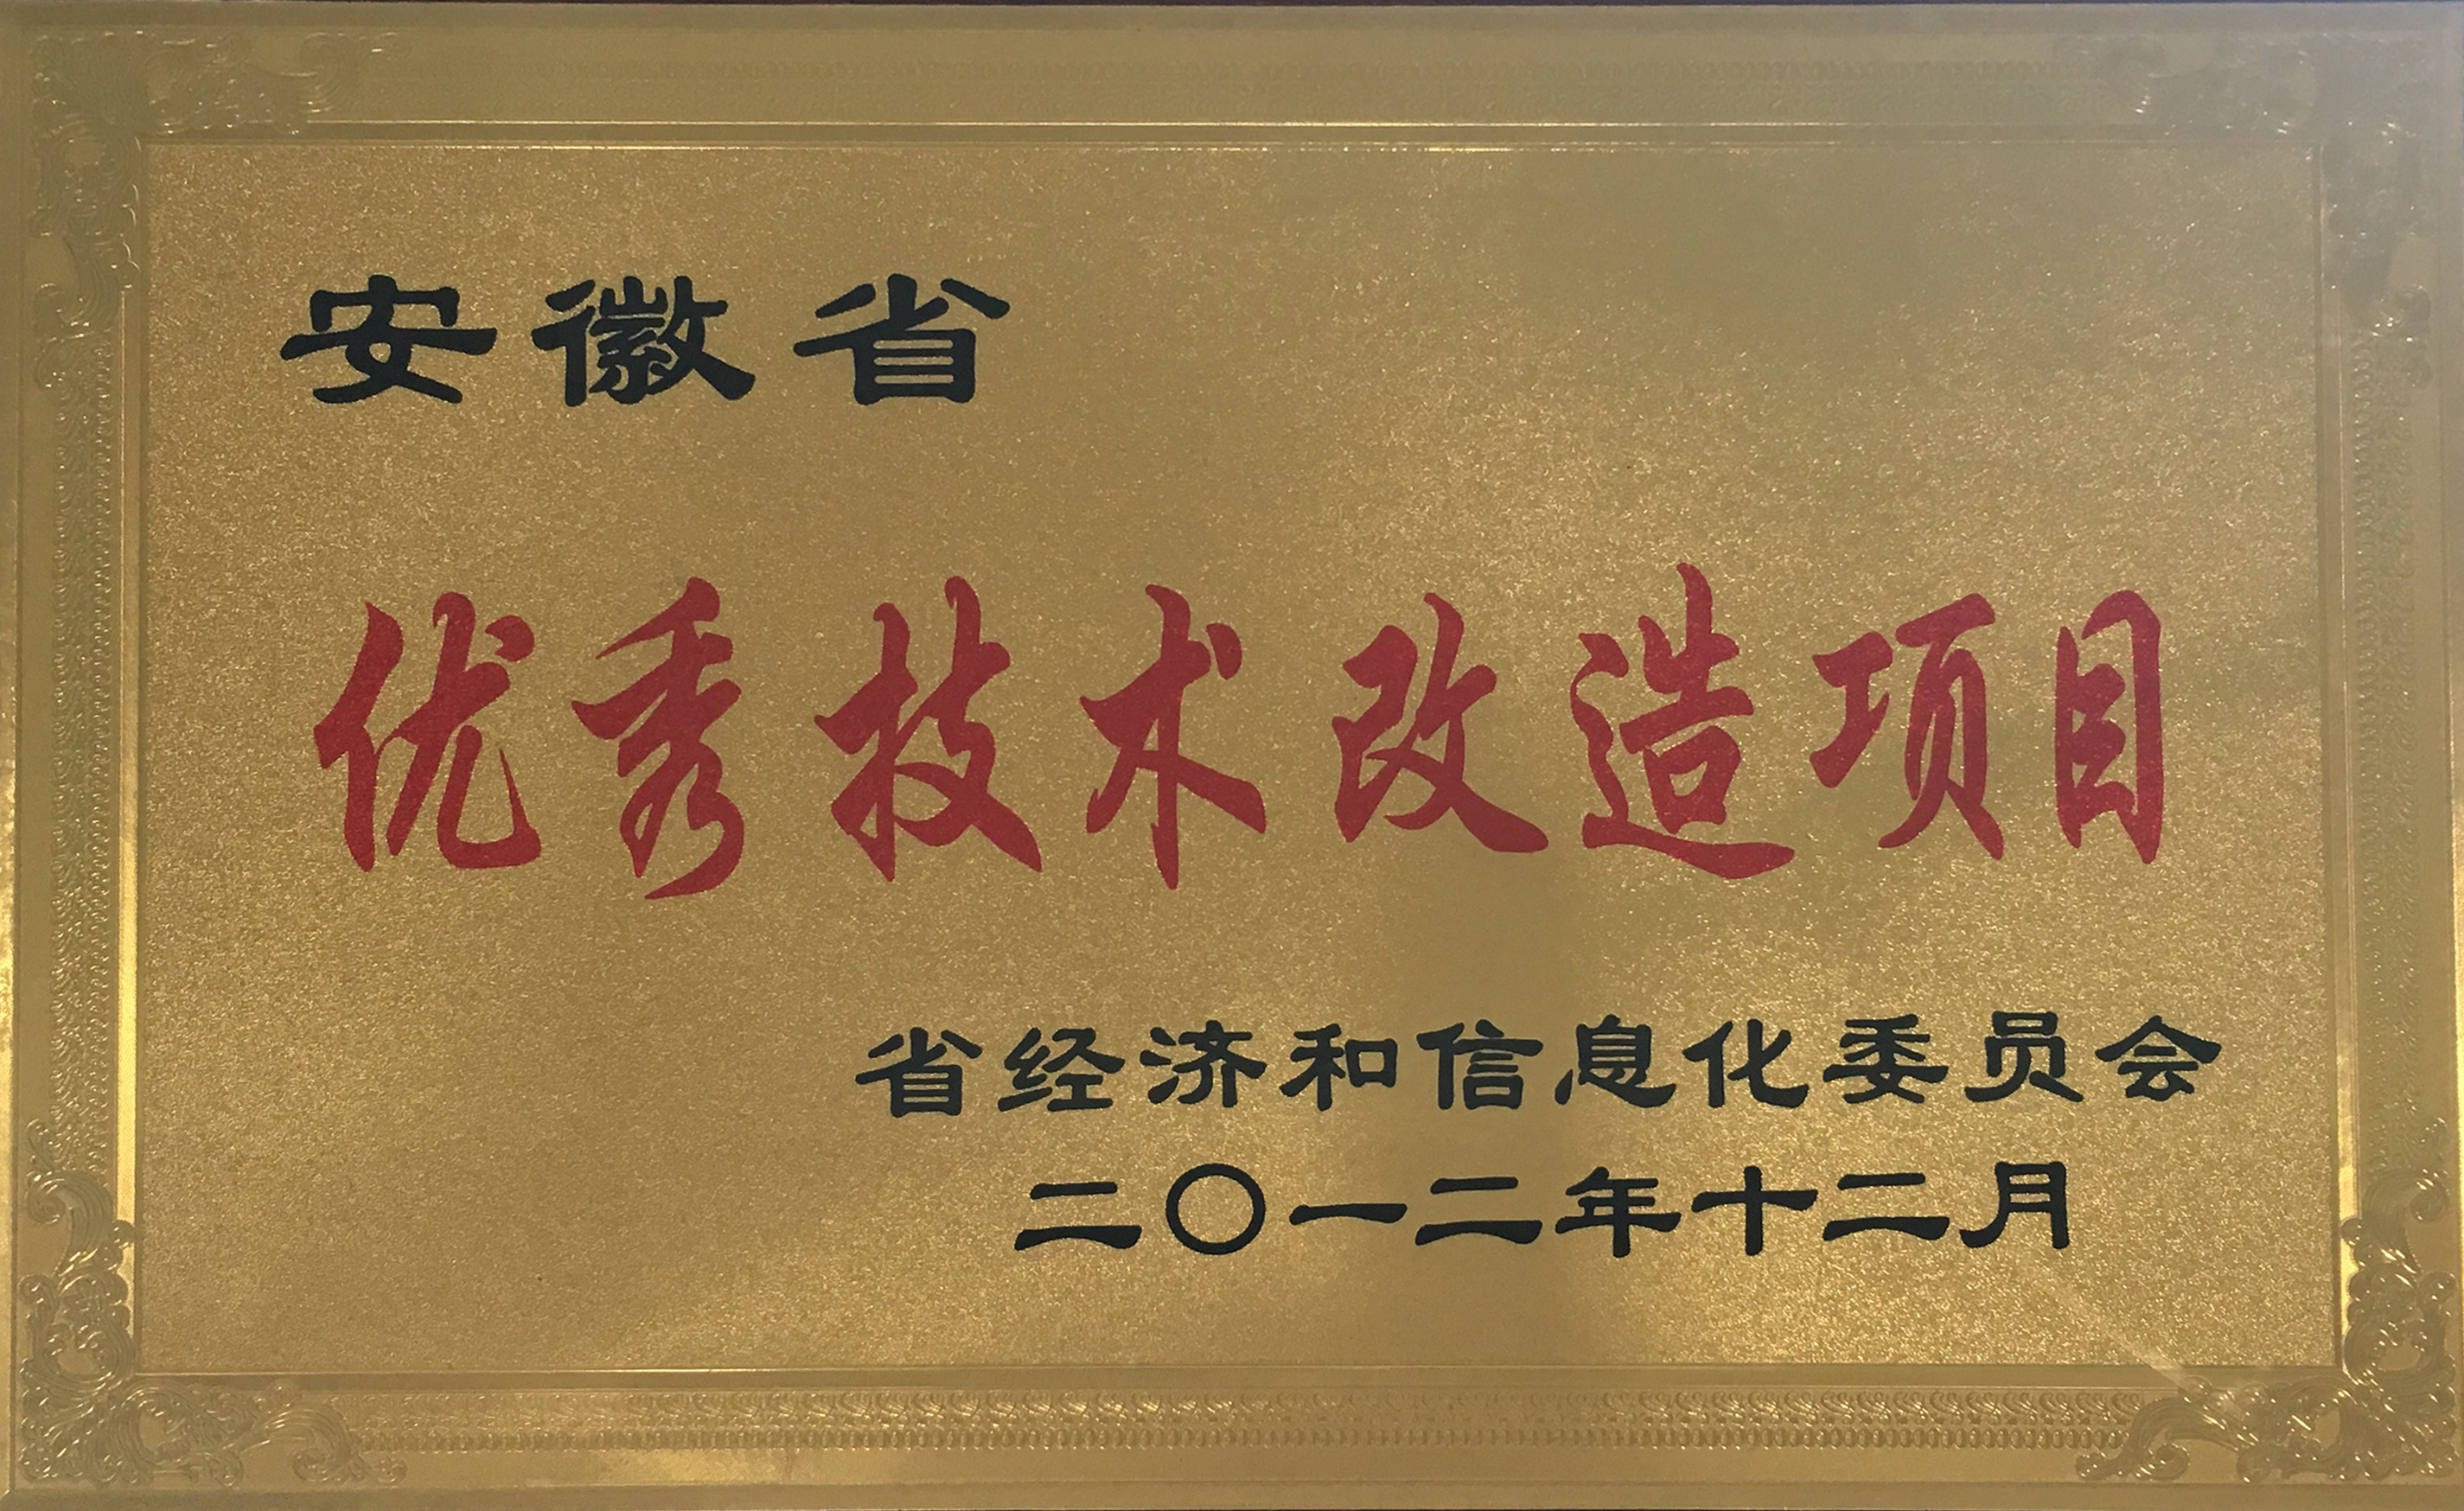 安徽省
优秀技术改造项目
省经济和信息化委员会
二〇一二年十二月